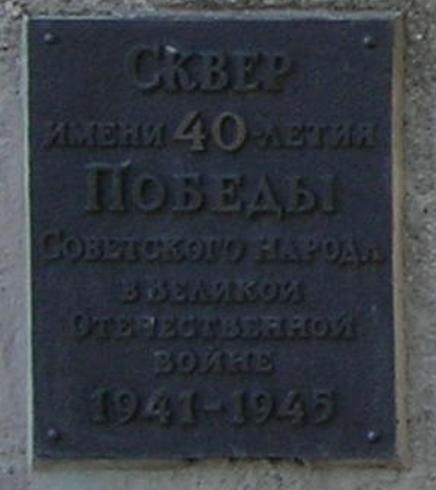 Сквер
имени 40-летия
Победы
Советского народа
в Великой
Отечественной
войне
1941-1945